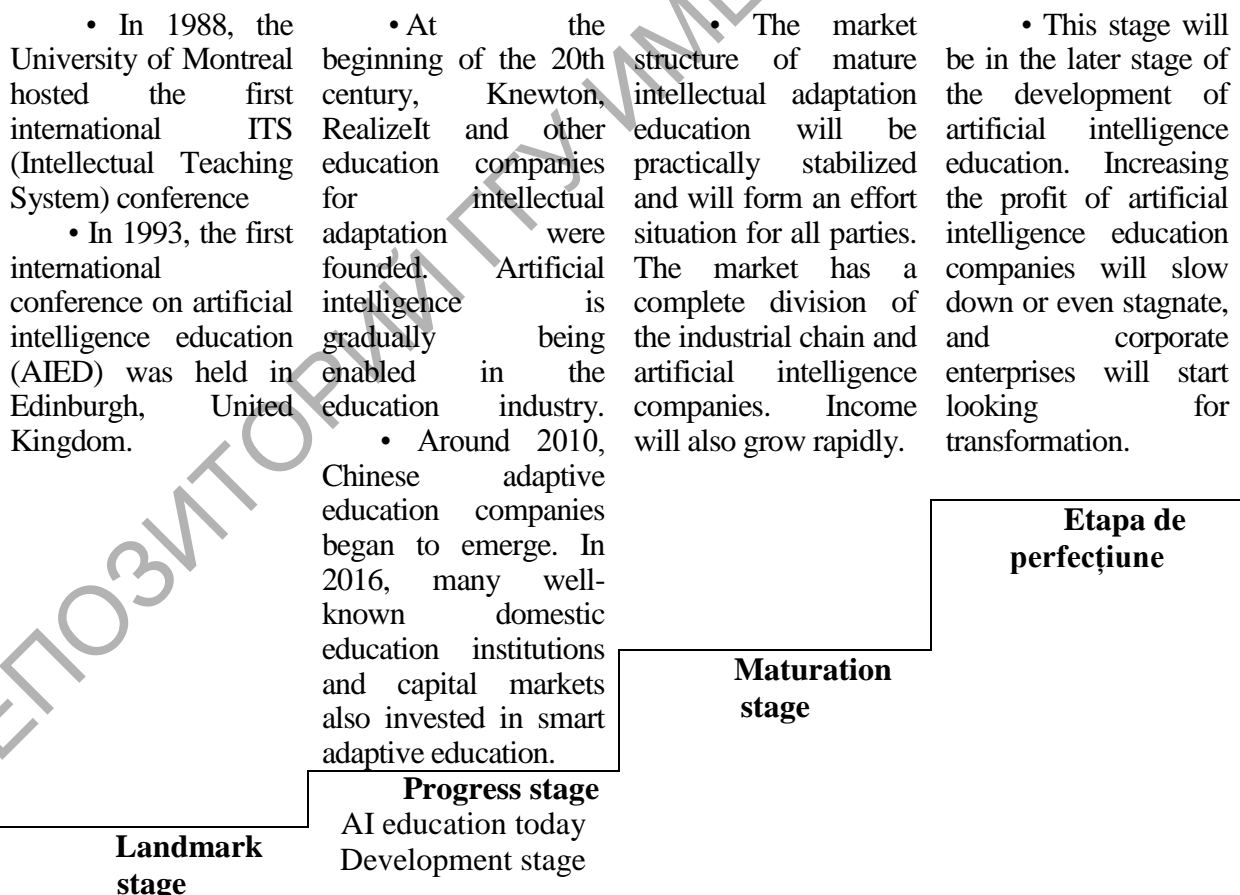 • In 1988, the
University of Montreal
hosted the first
international ITS
(Intellectual Teaching
System) conference
• In 1993, the first
international
conference on artificial
intelligence education
(AIED) was held in
Edinburgh, United
Kingdom.
• At the
beginning of the 20th
century, Knewton,
RealizeIt and other
education companies
for intellectual
adaptation were
founded. Artificial
intelligence is
gradually being
enabled in the
education industry.
• Around 2010,
Chinese adaptive
education companies
began to emerge. In
2016, many well-
known domestic
education institutions
and capital markets
also invested in smart
adaptive education.
• The market
structure of mature
intellectual adaptation
education will be
practically stabilized
and will form an effort
situation for all parties.
The market has a
complete division of
the industrial chain and
artificial intelligence
companies. Income
will also grow rapidly.
• This stage will
be in the later stage of
the development of
artificial intelligence
education. Increasing
the profit of artificial
intelligence education
companies will slow
down or even stagnate,
and corporate
enterprises will start
looking for
transformation.
Landmark
stage
Progress stage
AI education today
Development stage
Maturation
stage
Etapa de
perfecțiune
ЕПОЗИТОРИЙ ГГУ ИМЕ